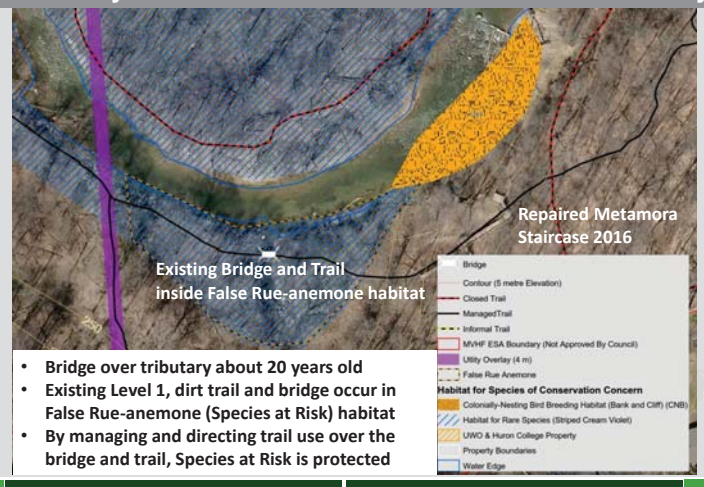 Repaired Metamora
Staircase 2016
Existing Bridge and Trail
inside False Rue-anemone habitat
250
• Bridge over tributary about 20 years old
• Existing Level 1, dirt trail and bridge occur in
False Rue-anemone (Species at Risk) habitat
• By managing and directing trail use over the
bridge and trail, Species at Risk is protected
Bridge
Contour (5 metre Elevation)
Closed Trail
ManagedTrail
Informal Trail
MVHF ESA Boundary (Not Approved By Council)
Utlity Overlay (4 m)
False Rue Anemone
Habitat for Species of Conservation Concern
Colonially-Nesting Bird Breeding Habitat (Bank and Cliff) (CNB)
Habitat for Rare Species (Striped Cream Violet)
UWO & Huron College Property
Property Boundaries
Water Edge